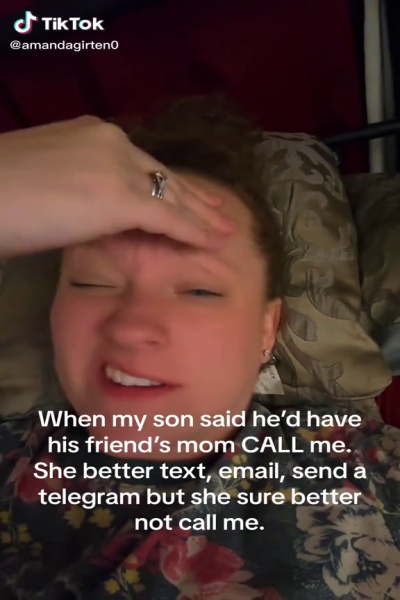 TikTok
@amandagirten0
When my son said he'd have
his friend's mom CALL me.
She better text, email, send a
telegram but she sure better
not call me.